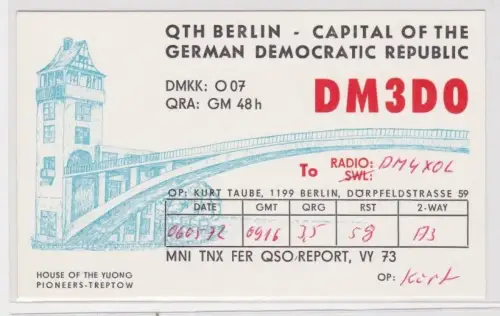 QTH BERLIN - CAPITAL OF THE
GERMAN DEMOCRATIC REPUBLIC
DMKK: O 07
QRA: GM 48 h
DM3DO
To RADIO: DM4XOL
SWL:
OP: KURT TAUBE, 1199 BERLIN, DÖRPFELDSTRASSE 59
DATE GMT QRG RST 2-WAY
060572 0916 3,5 58 A3
MNI TNX FER QSO/REPORT, VY 73
HOUSE OF THE YUONG
PIONEERS-TREPTOW
OP: Kurt